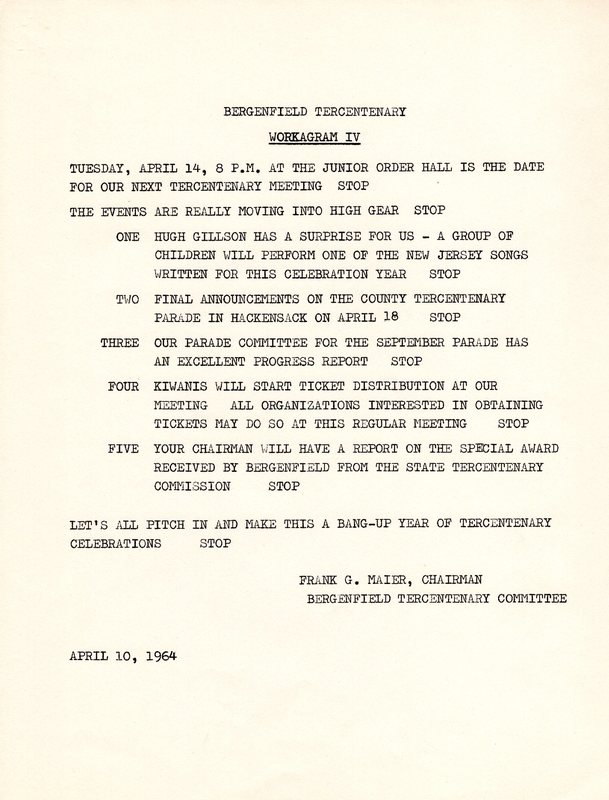 BERGENFIELD TERCENTENARY
WORKAGRAM IV
TUESDAY, APRIL 14, 8 P.M. AT THE JUNIOR ORDER HALL IS THE DATE
FOR OUR NEXT TERCENTENARY MEETING STOP
THE EVENTS ARE REALLY MOVING INTO HIGH GEAR STOP
ONE HUGH GILLSON HAS A SURPRISE FOR US - A GROUP OF
CHILDREN WILL PERFORM ONE OF THE NEW JERSEY SONGS
WRITTEN FOR THIS CELEBRATION YEAR STOP
TWO FINAL ANNOUNCEMENTS ON THE COUNTY TERCENTENARY
PARADE IN HACKENSACK ON APRIL 18 STOP
THREE OUR PARADE COMMITTEE FOR THE SEPTEMBER PARADE HAS
AN EXCELLENT PROGRESS REPORT STOP
FOUR KIWANIS WILL START TICKET DISTRIBUTION AT OUR
MEETING ALL ORGANIZATIONS INTERESTED IN OBTAINING
TICKETS MAY DO SO AT THIS REGULAR MEETING STOP
FIVE YOUR CHAIRMAN WILL HAVE A REPORT ON THE SPECIAL AWARD
RECEIVED BY BERGENFIELD FROM THE STATE TERCENTENARY
COMMISSION STOP
LET'S ALL PITCH IN AND MAKE THIS A BANG-UP YEAR OF TERCENTENARY
CELEBRATIONS STOP
FRANK G. MAIER, CHAIRMAN
BERGENFIELD TERCENTENARY COMMITTEE
APRIL 10, 1964